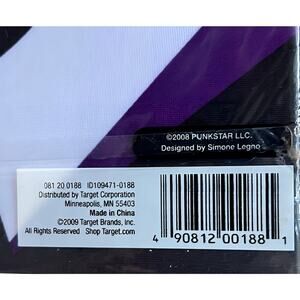 ©2008 PUNKSTAR LLC.
Designed by Simone Legno
081 20 0188 ID109471-0188
Distributed by Target Corporation
Minneapolis, MN 55403
Made in China
©2009 Target Brands, Inc.
All Rights Reserved Shop Target.com
4 90812 00188 1